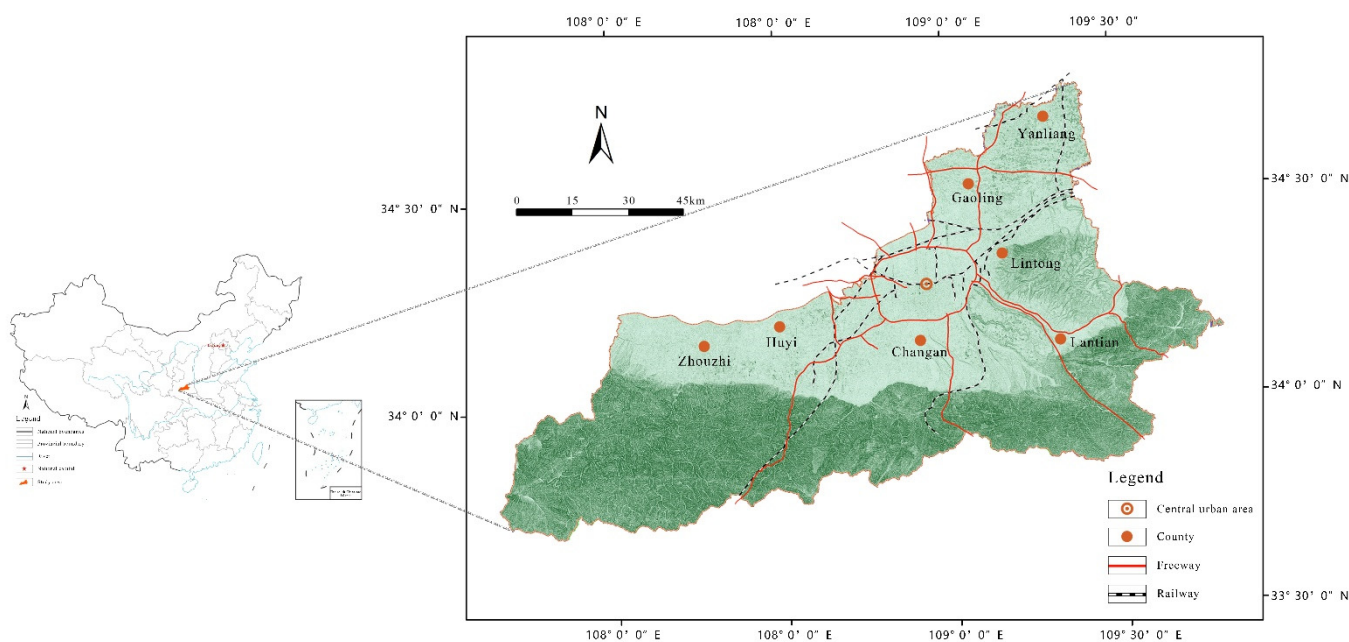 108° 0′ 0″ E
108° 0′ 0″ E
109° 0′ 0″ E
109° 30′ 0″ E
N
0 15 30 45km
34° 30′ 0″ N
34° 0′ 0″ N
34° 30′ 0″ N
34° 0′ 0″ N
33° 30′ 0″ N
Yanliang
Gaoling
Lintong
Huyi
Zhouzhi
Changan
Lantian
Legend
Central urban area
County
Freeway
Railway
108° 0′ 0″ E
108° 0′ 0″ E
109° 0′ 0″ E
109° 30′ 0″ E
N
Legend
Study area